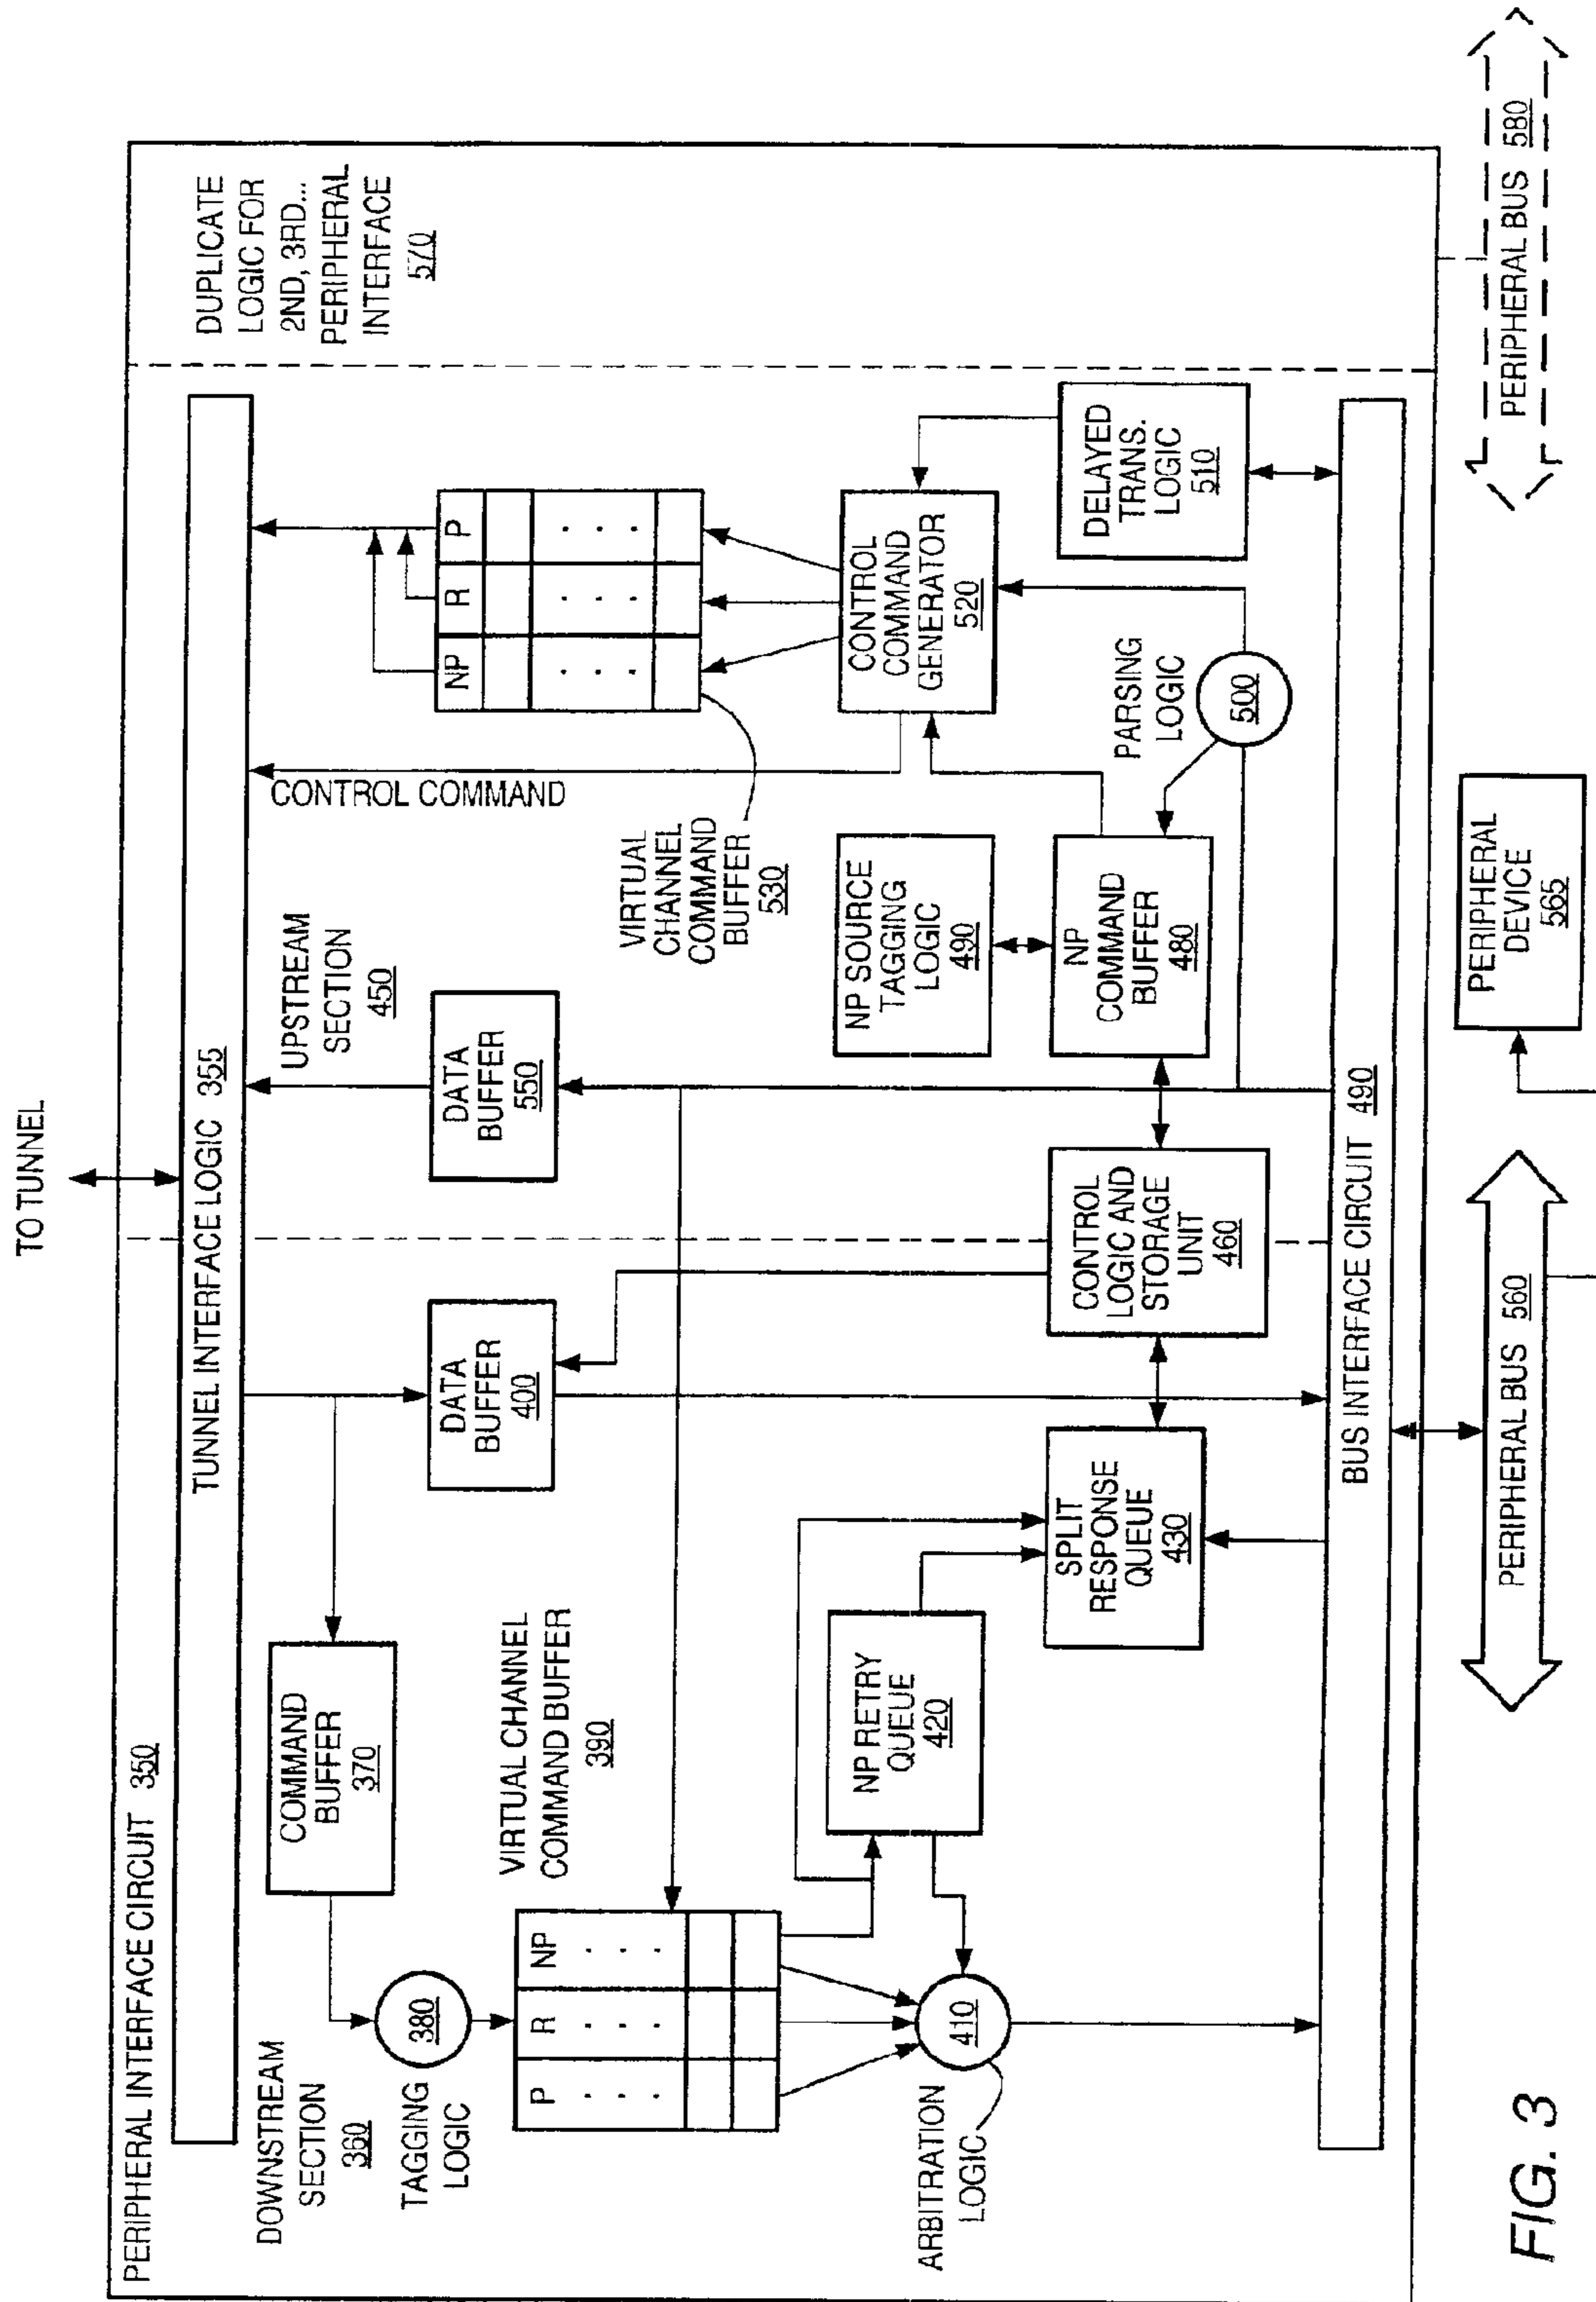 TO TUNNEL
PERIPHERAL INTERFACE CIRCUIT 350
TUNNEL INTERFACE LOGIC 355
DOWNSTREAM
SECTION
360
COMMAND
BUFFER
370
TAGGING
LOGIC
380
VIRTUAL CHANNEL
COMMAND BUFFER
390
P R NP
. . . . . . . . .
ARBITRATION
LOGIC
410
NP RETRY
QUEUE
420
DATA
BUFFER
400
SPLIT
RESPONSE
QUEUE
430
CONTROL
LOGIC AND
STORAGE
UNIT
460
UPSTREAM
SECTION
450
DATA
BUFFER
550
CONTROL COMMAND
VIRTUAL
CHANNEL
COMMAND
BUFFER
530
NP R P
. . . . . . . . .
NP SOURCE
TAGGING
LOGIC
490
NP
COMMAND
BUFFER
480
CONTROL
COMMAND
GENERATOR
520
PARSING
LOGIC
500
DELAYED
TRANS.
LOGIC
510
DUPLICATE
LOGIC FOR
2ND, 3RD...
PERIPHERAL
INTERFACE
570
BUS INTERFACE CIRCUIT 490
PERIPHERAL BUS 560
PERIPHERAL
DEVICE
565
PERIPHERAL BUS 580
FIG. 3